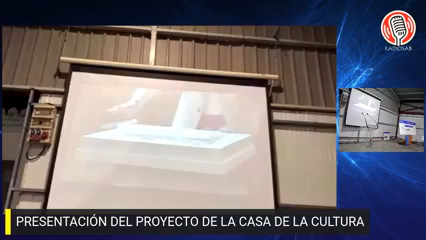 RADIOSAB
PRESENTACIÓN DEL PROYECTO DE LA CASA DE LA CULTURA